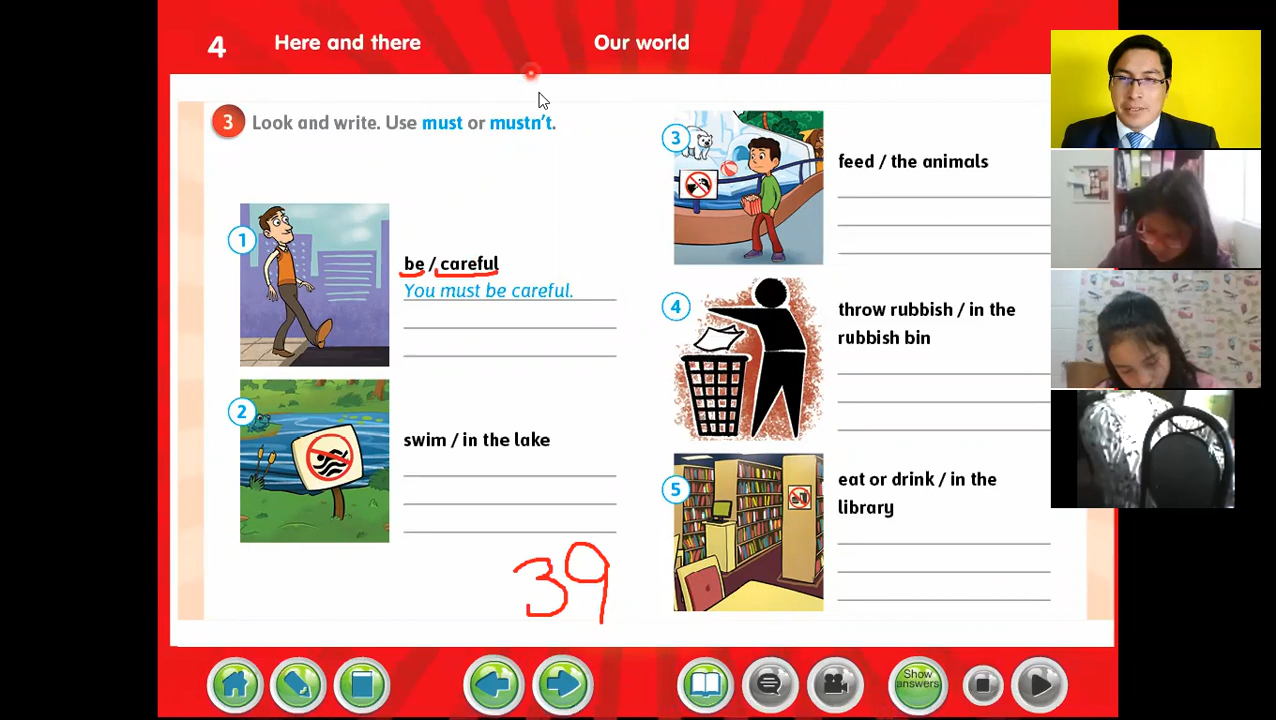 4 Here and there Our world
3 Look and write. Use must or mustn't.
1
be / careful
You must be careful.
2
swim / in the lake
39
3
feed / the animals
4
throw rubbish / in the
rubbish bin
5
eat or drink / in the
library
Show
answers